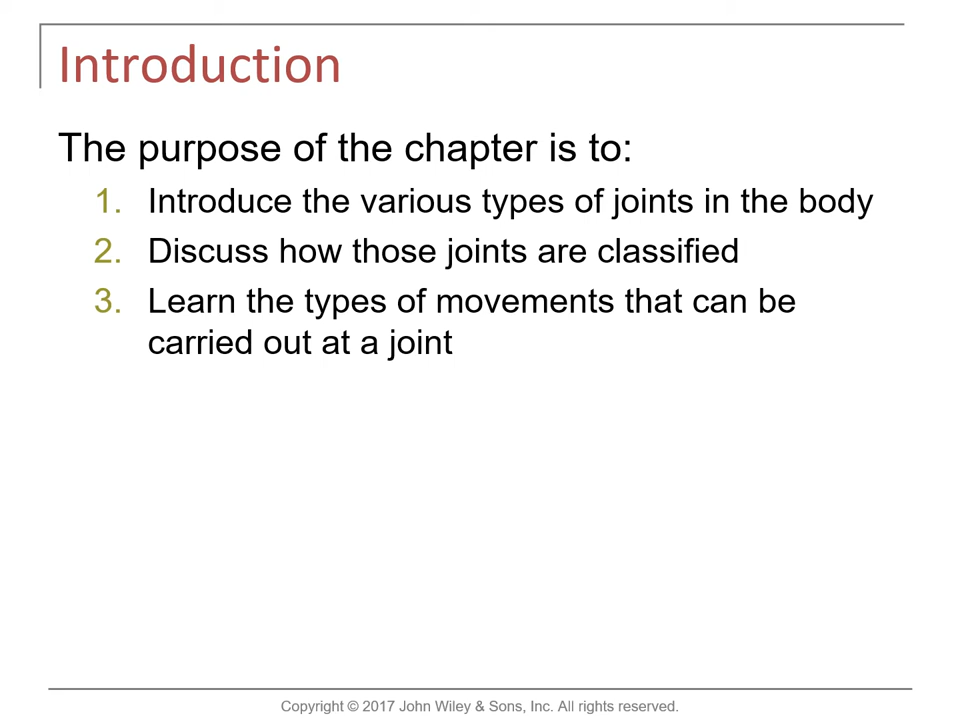 Introduction
The purpose of the chapter is to:
1. Introduce the various types of joints in the body
2. Discuss how those joints are classified
3. Learn the types of movements that can be
carried out at a joint
Copyright © 2017 John Wiley & Sons, Inc. All rights reserved.